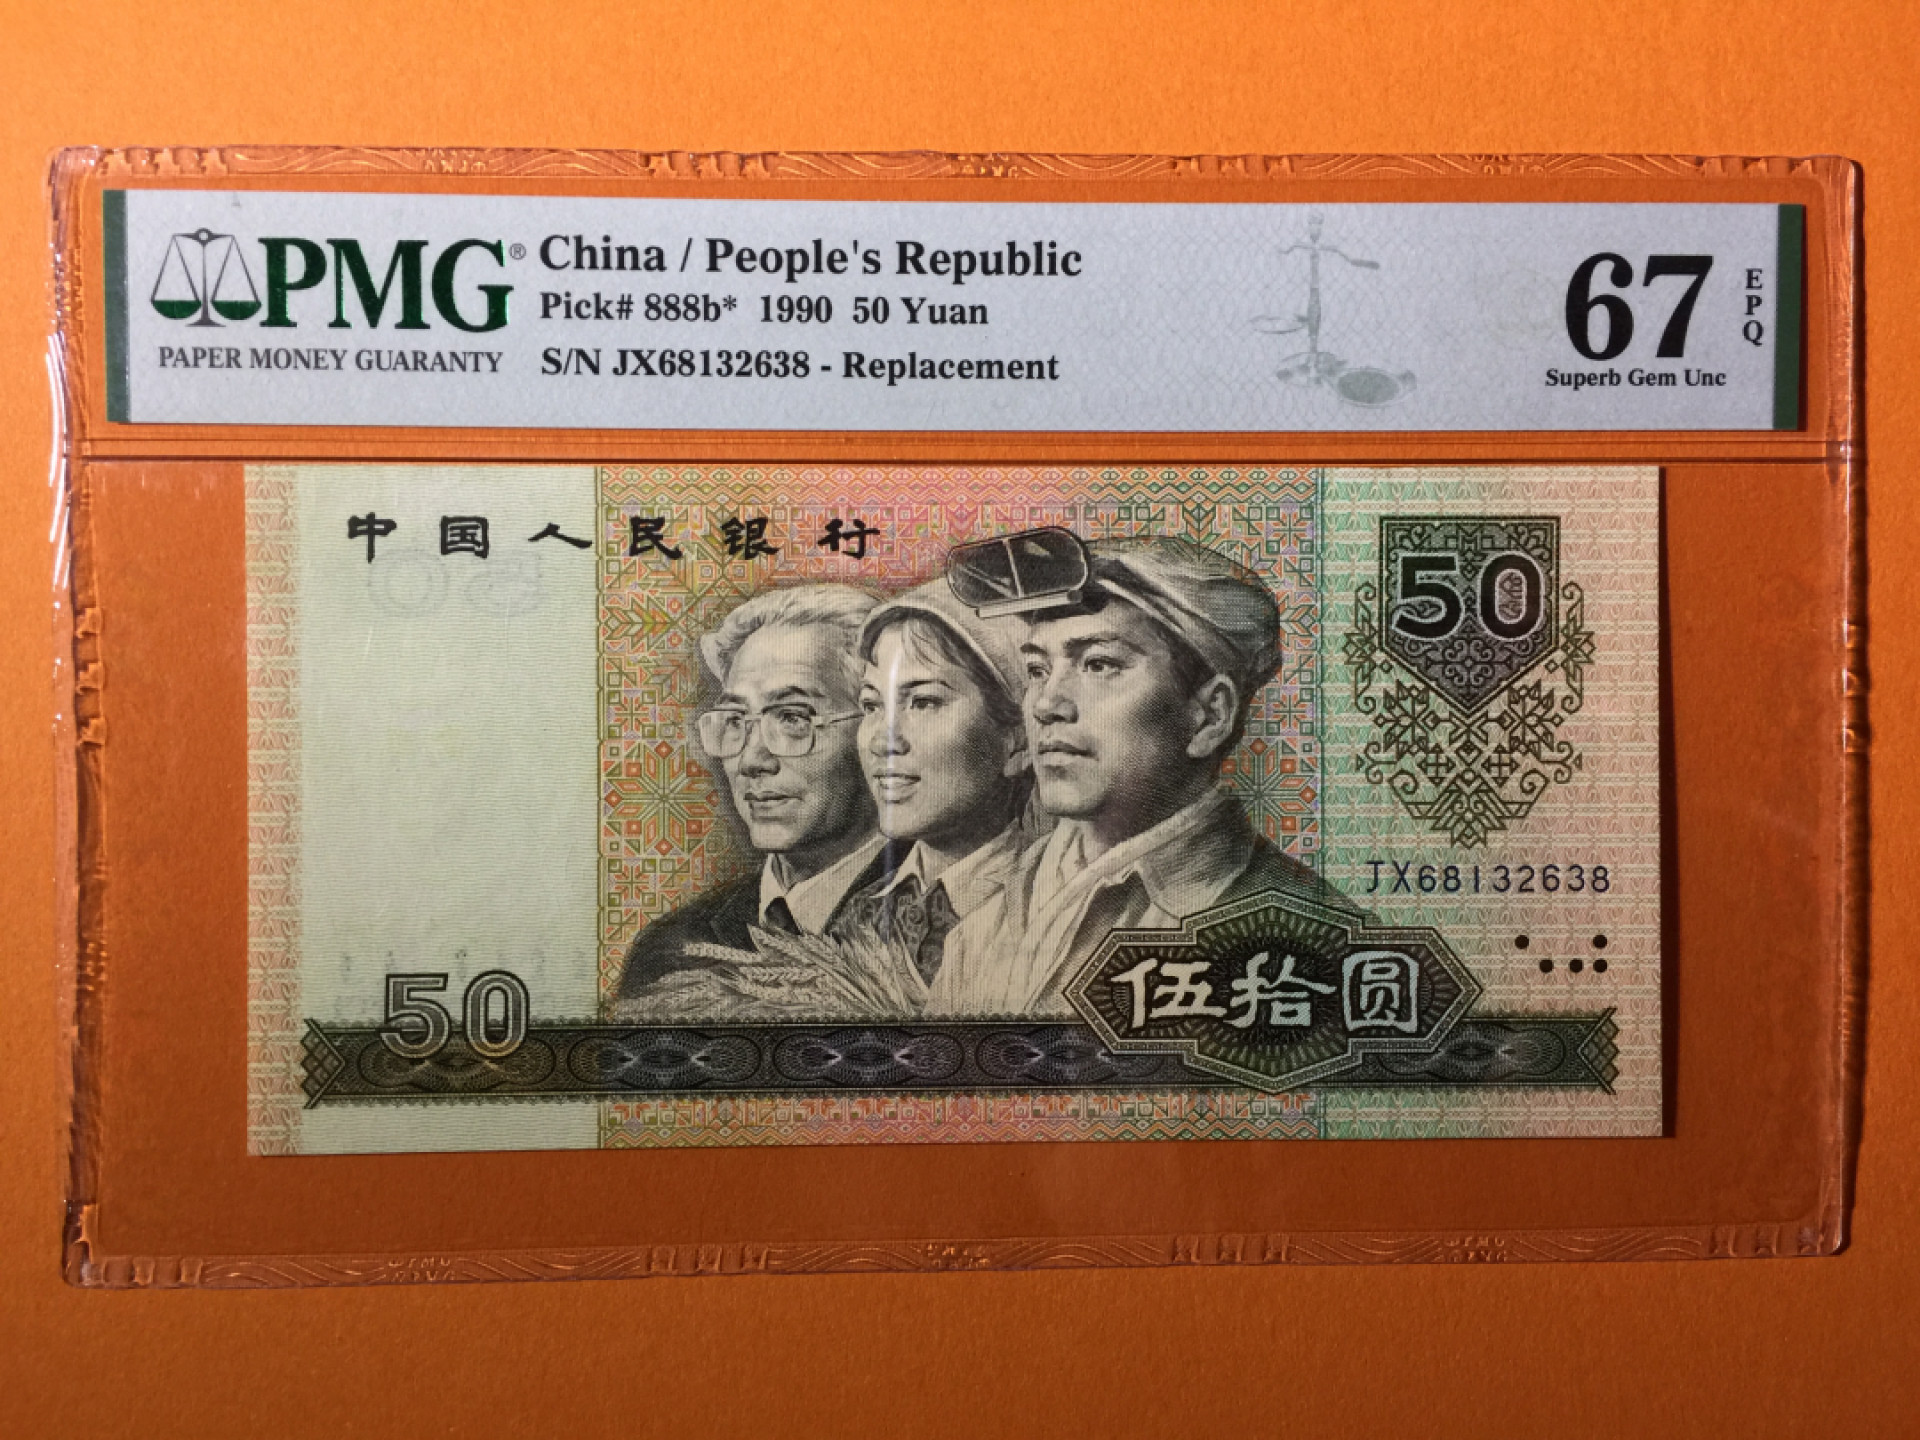 PMG®
PAPER MONEY GUARANTY
China / People's Republic
Pick# 888b* 1990 50 Yuan
S/N JX68132638 - Replacement
67
EPQ
Superb Gem Unc
中国人民银行
50
JX68132638
50
伍拾圆